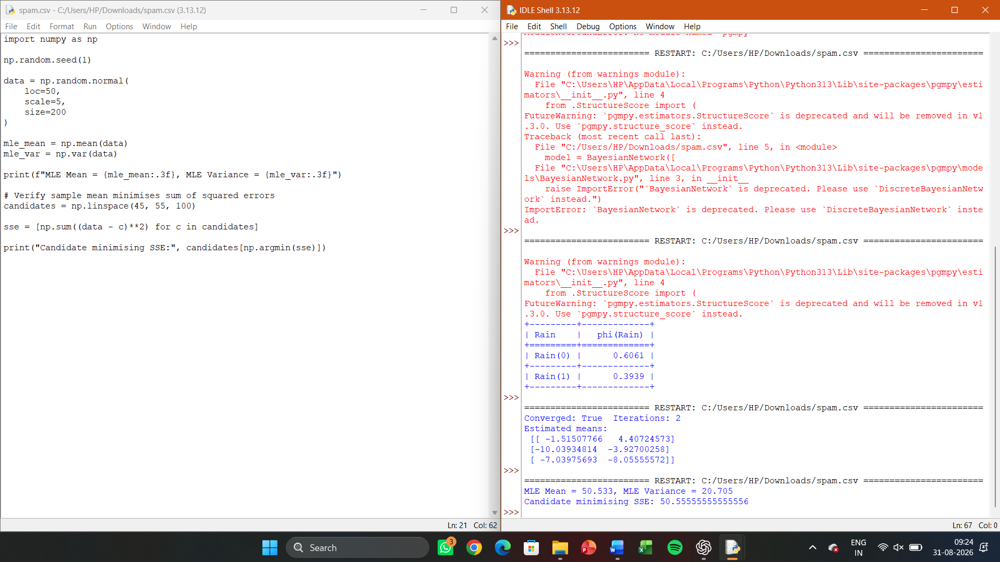 spam.csv - C:/Users/HP/Downloads/spam.csv (3.13.12)
File Edit Format Run Options Window Help
import numpy as np
np.random.seed(1)
data = np.random.normal(
    loc=50,
    scale=5,
    size=200
)
mle_mean = np.mean(data)
mle_var = np.var(data)
print(f"MLE Mean = {mle_mean:.3f}, MLE Variance = {mle_var:.3f}")
# Verify sample mean minimises sum of squared errors
candidates = np.linspace(45, 55, 100)
sse = [np.sum((data - c)**2) for c in candidates]
print("Candidate minimising SSE:", candidates[np.argmin(sse)])
Ln: 21 Col: 62
IDLE Shell 3.13.12
File Edit Shell Debug Options Window Help
ModuleNotFoundError: No module named 'pgmpy'
>>>
======================== RESTART: C:/Users/HP/Downloads/spam.csv =======================
Warning (from warnings module):
  File "C:\Users\HP\AppData\Local\Programs\Python\Python313\Lib\site-packages\pgmpy\esti
mators\__init__.py", line 4
    from .StructureScore import (
FutureWarning: `pgmpy.estimators.StructureScore` is deprecated and will be removed in v1
.3.0. Use `pgmpy.structure_score` instead.
Traceback (most recent call last):
  File "C:/Users/HP/Downloads/spam.csv", line 5, in <module>
    model = BayesianNetwork([
  File "C:\Users\HP\AppData\Local\Programs\Python\Python313\Lib\site-packages\pgmpy\mode
ls\BayesianNetwork.py", line 3, in __init__
    raise ImportError("`BayesianNetwork` is deprecated. Please use `DiscreteBayesianNetw
ork` instead.")
ImportError: `BayesianNetwork` is deprecated. Please use `DiscreteBayesianNetwork` inste
ad.
>>>
======================== RESTART: C:/Users/HP/Downloads/spam.csv =======================
Warning (from warnings module):
  File "C:\Users\HP\AppData\Local\Programs\Python\Python313\Lib\site-packages\pgmpy\esti
mators\__init__.py", line 4
    from .StructureScore import (
FutureWarning: `pgmpy.estimators.StructureScore` is deprecated and will be removed in v1
.3.0. Use `pgmpy.structure_score` instead.
+---------+-------------+
| Rain    |   phi(Rain) |
+=========+=============+
| Rain(0) |      0.6061 |
+---------+-------------+
| Rain(1) |      0.3939 |
+---------+-------------+
>>>
======================== RESTART: C:/Users/HP/Downloads/spam.csv =======================
Converged: True  Iterations: 2
Estimated means:
 [[ -1.51507766   4.40724573]
 [-10.03934814  -3.92700258]
 [ -7.03975693  -8.05555572]]
>>>
======================== RESTART: C:/Users/HP/Downloads/spam.csv =======================
MLE Mean = 50.533, MLE Variance = 20.705
Candidate minimising SSE: 50.55555555555556
>>>
Ln: 67 Col: 0
Search
3
ENG
IN
09:24
31-08-2026